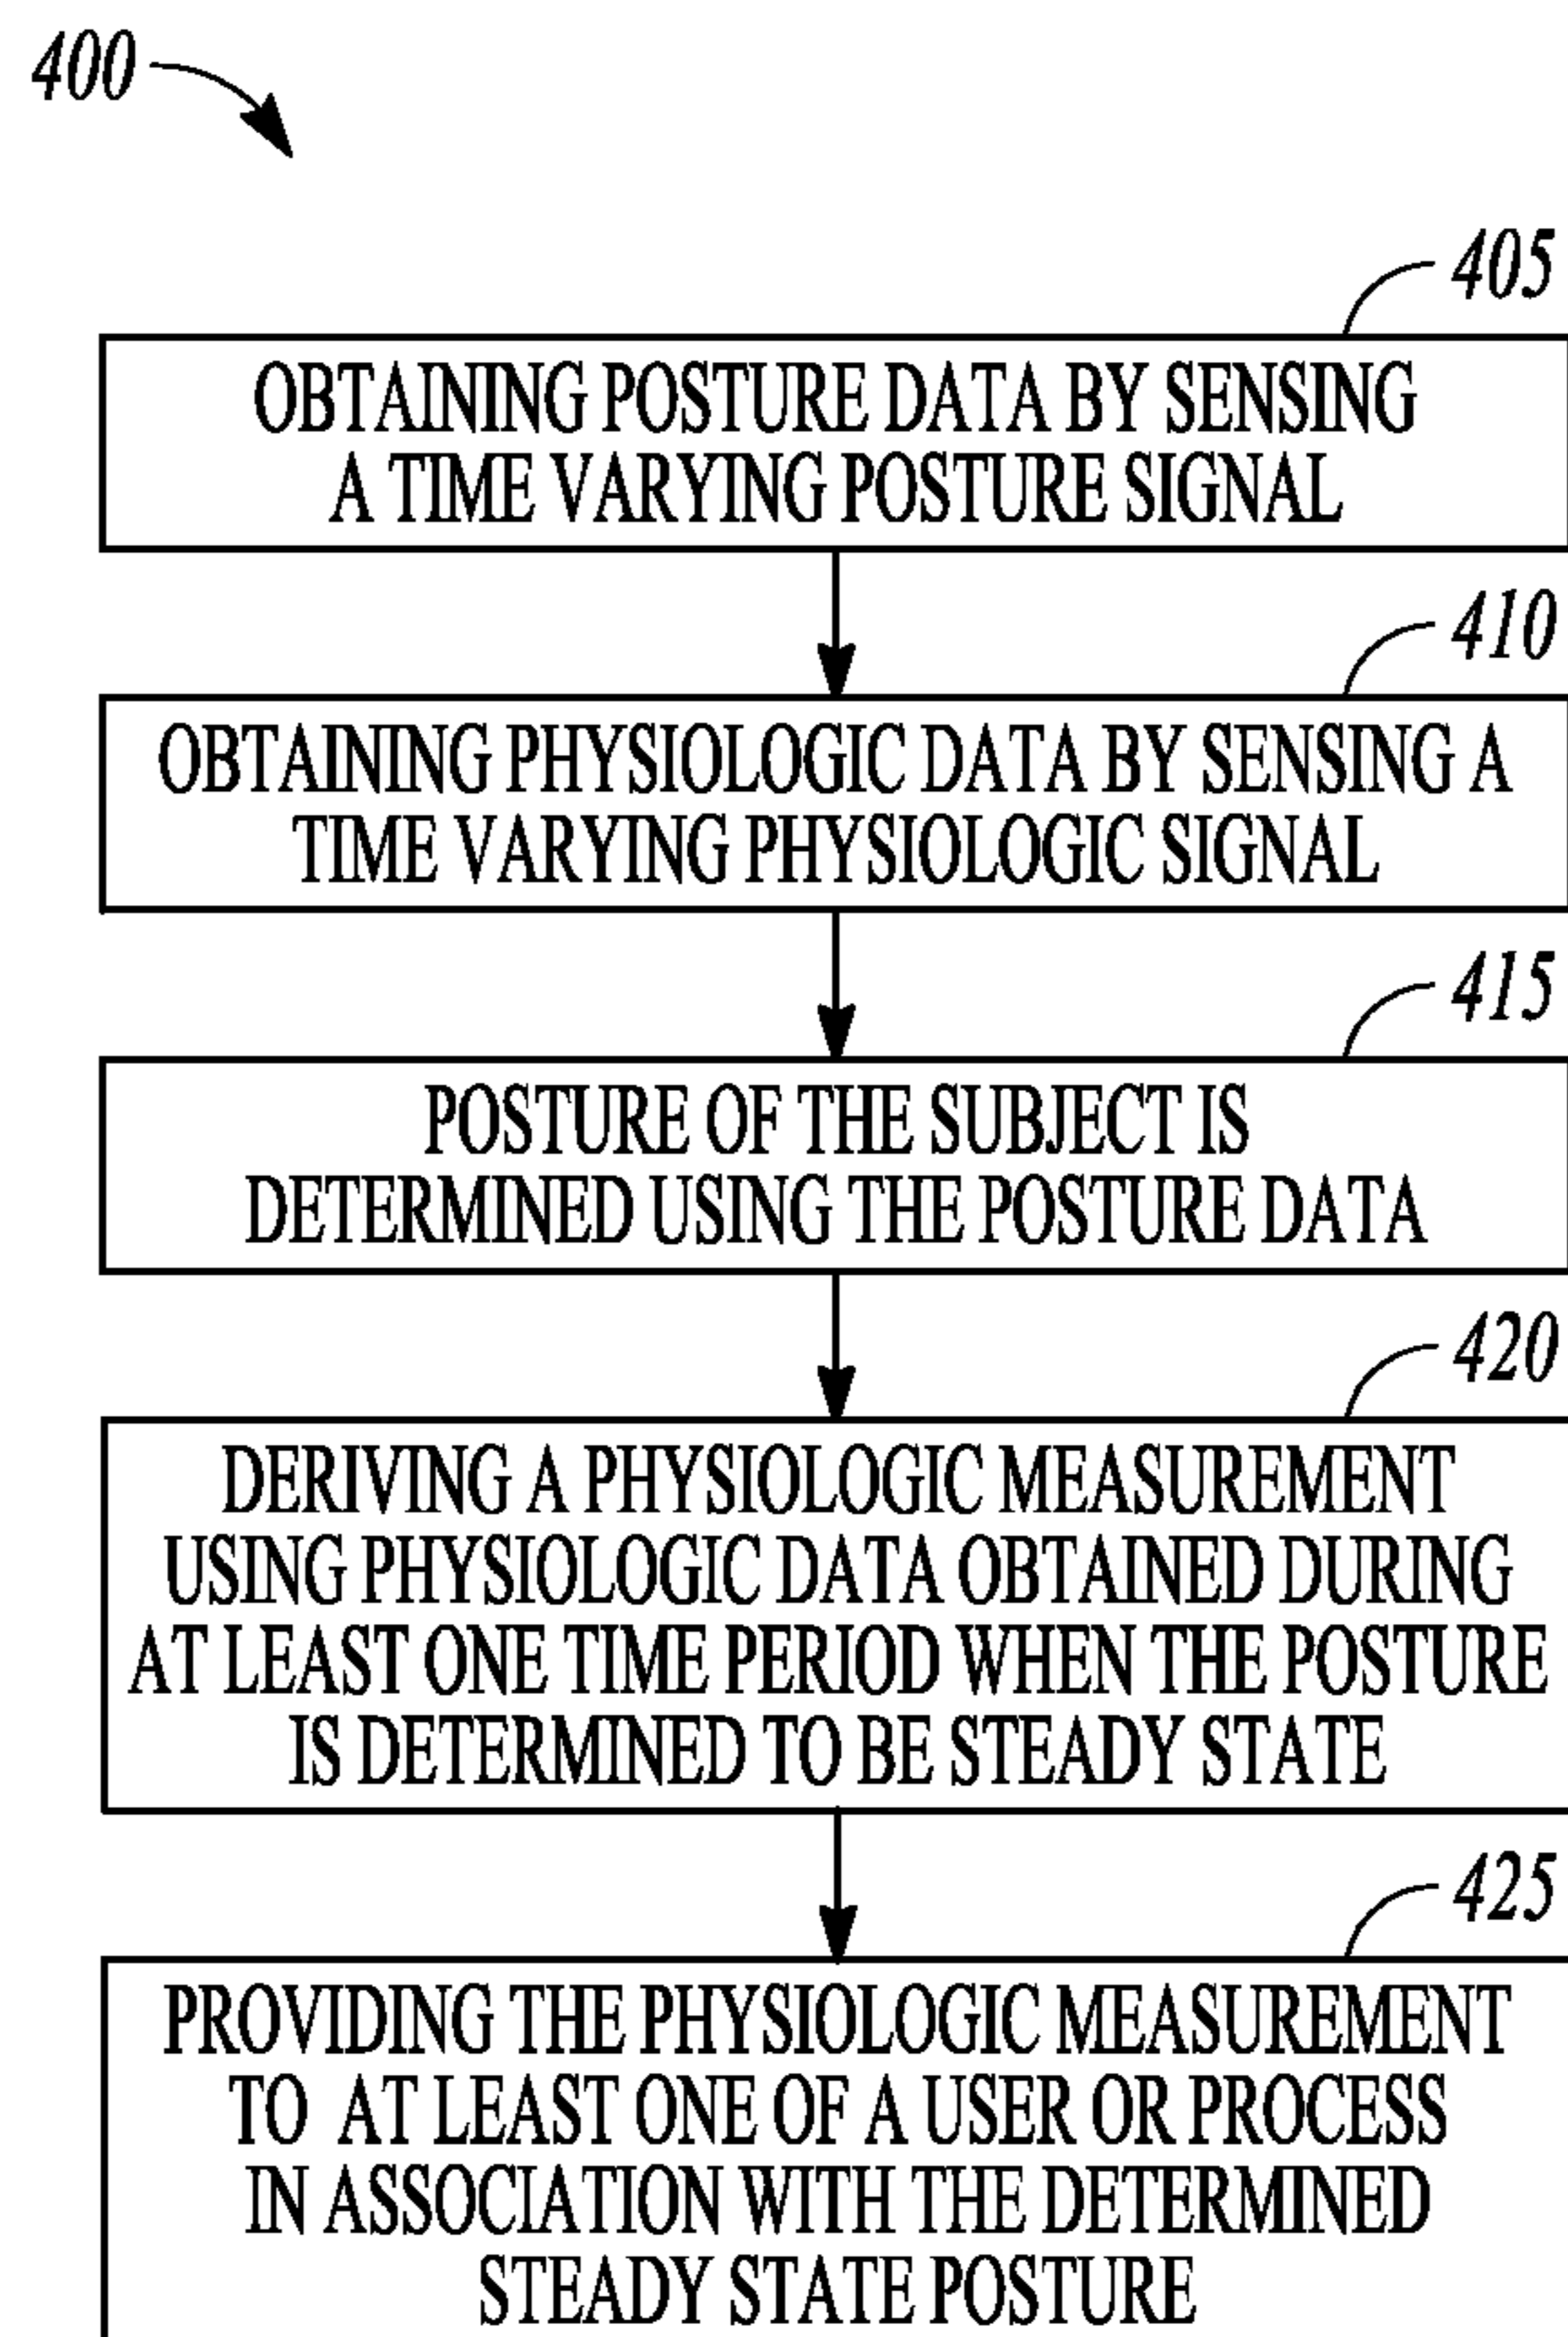 400
405
OBTAINING POSTURE DATA BY SENSING
A TIME VARYING POSTURE SIGNAL
410
OBTAINING PHYSIOLOGIC DATA BY SENSING A
TIME VARYING PHYSIOLOGIC SIGNAL
415
POSTURE OF THE SUBJECT IS
DETERMINED USING THE POSTURE DATA
420
DERIVING A PHYSIOLOGIC MEASUREMENT
USING PHYSIOLOGIC DATA OBTAINED DURING
AT LEAST ONE TIME PERIOD WHEN THE POSTURE
IS DETERMINED TO BE STEADY STATE
425
PROVIDING THE PHYSIOLOGIC MEASUREMENT
TO AT LEAST ONE OF A USER OR PROCESS
IN ASSOCIATION WITH THE DETERMINED
STEADY STATE POSTURE